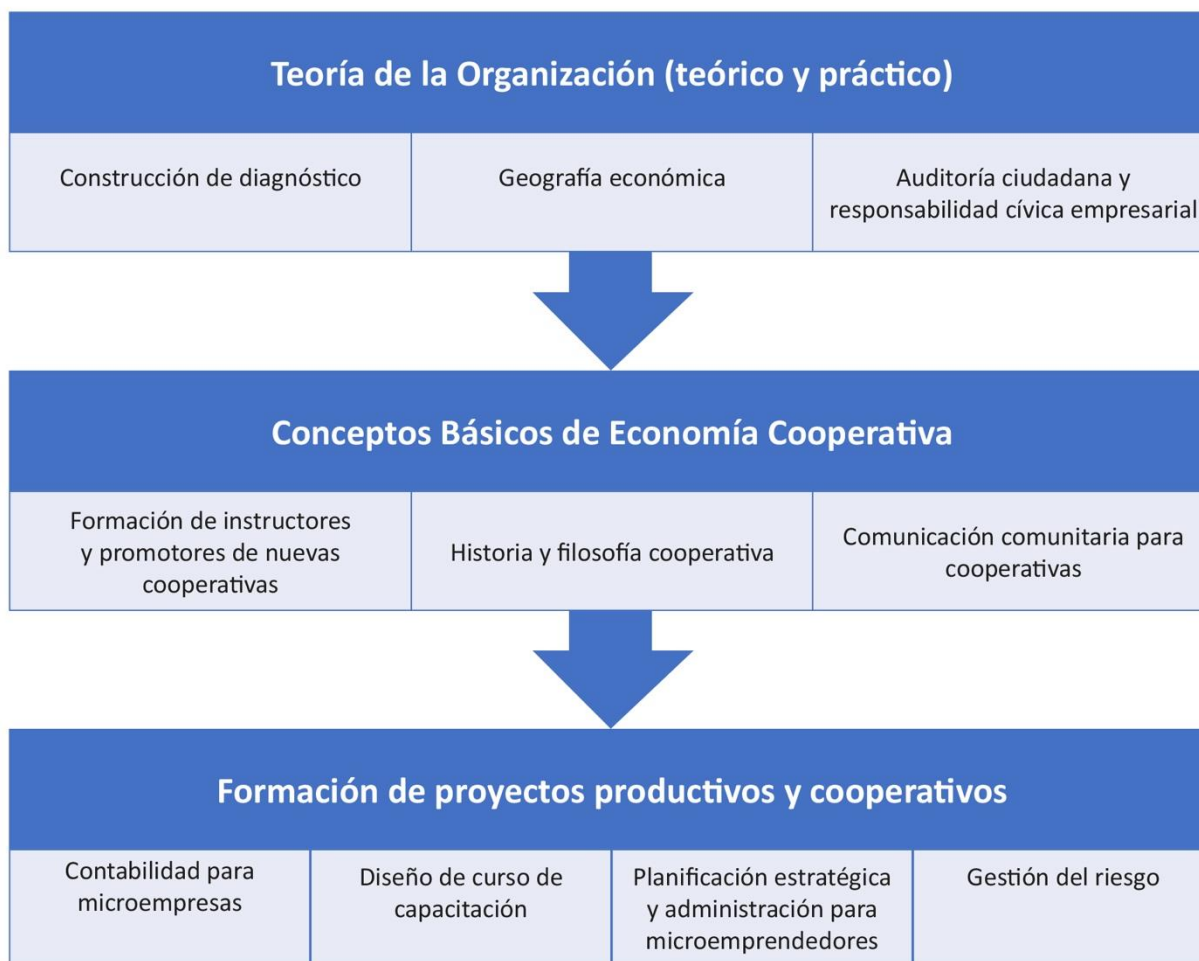 Teoría de la Organización (teórico y práctico)
Construcción de diagnóstico
Geografía económica
Auditoría ciudadana y
responsabilidad cívica empresarial
Conceptos Básicos de Economía Cooperativa
Formación de instructores
y promotores de nuevas
cooperativas
Historia y filosofía cooperativa
Comunicación comunitaria para
cooperativas
Formación de proyectos productivos y cooperativos
Contabilidad para
microempresas
Diseño de curso de
capacitación
Planificación estratégica
y administración para
microemprendedores
Gestión del riesgo